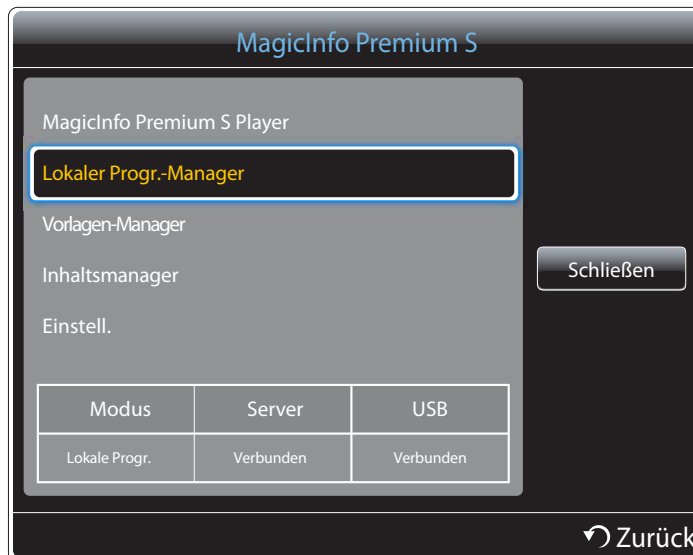 MagicInfo Premium S
MagicInfo Premium S Player
Lokaler Progr.-Manager
Vorlagen-Manager
Inhaltsmanager
Einstell.
Schließen
Modus Server USB
Lokale Progr. Verbunden Verbunden
Zurück